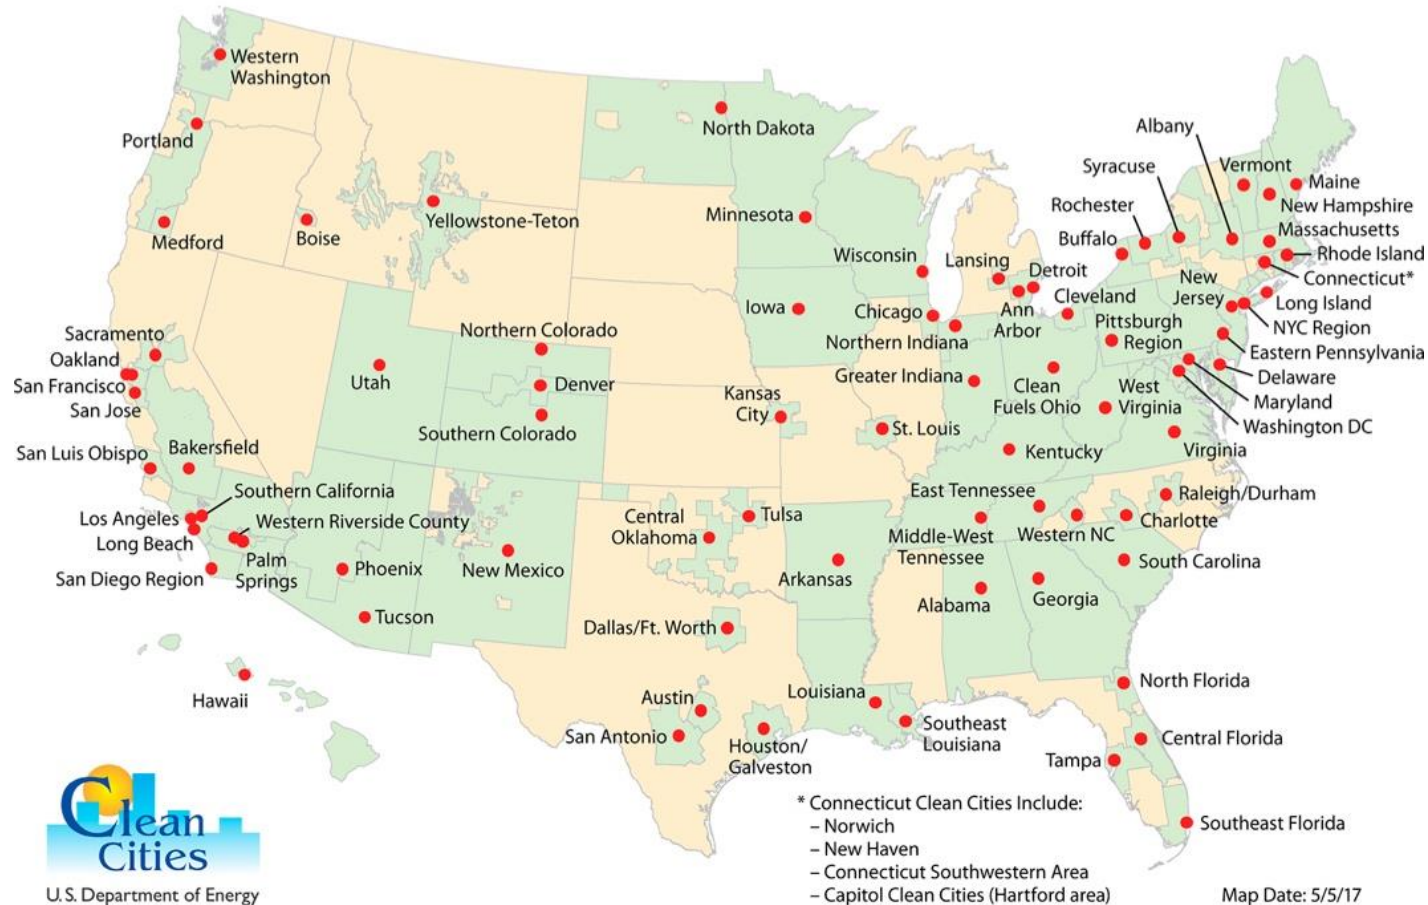 Western
Washington
Portland
Medford
Boise
Yellowstone-Teton
North Dakota
Minnesota
Wisconsin
Iowa
Chicago
Northern Indiana
Greater Indiana
Lansing
Detroit
Ann
Arbor
Cleveland
Pittsburgh
Region
Clean
Fuels Ohio
West
Virginia
Kentucky
Albany
Syracuse
Rochester
Buffalo
Vermont
Maine
New Hampshire
Massachusetts
Rhode Island
Connecticut*
Long Island
New
Jersey
NYC Region
Eastern Pennsylvania
Delaware
Maryland
Washington DC
Virginia
Sacramento
Oakland
San Francisco
San Jose
San Luis Obispo
Bakersfield
Southern California
Los Angeles
Long Beach
Western Riverside County
Palm
Springs
San Diego Region
Utah
Northern Colorado
Denver
Southern Colorado
Phoenix
Tucson
New Mexico
Kansas
City
St. Louis
Central
Oklahoma
Tulsa
Arkansas
East Tennessee
Middle-West
Tennessee
Western NC
Raleigh/Durham
Charlotte
South Carolina
Alabama
Georgia
Dallas/Ft. Worth
Austin
San Antonio
Houston/
Galveston
Louisiana
Southeast
Louisiana
North Florida
Central Florida
Tampa
Southeast Florida
Hawaii
Clean
Cities
U.S. Department of Energy
* Connecticut Clean Cities Include:
– Norwich
– New Haven
– Connecticut Southwestern Area
– Capitol Clean Cities (Hartford area)
Map Date: 5/5/17